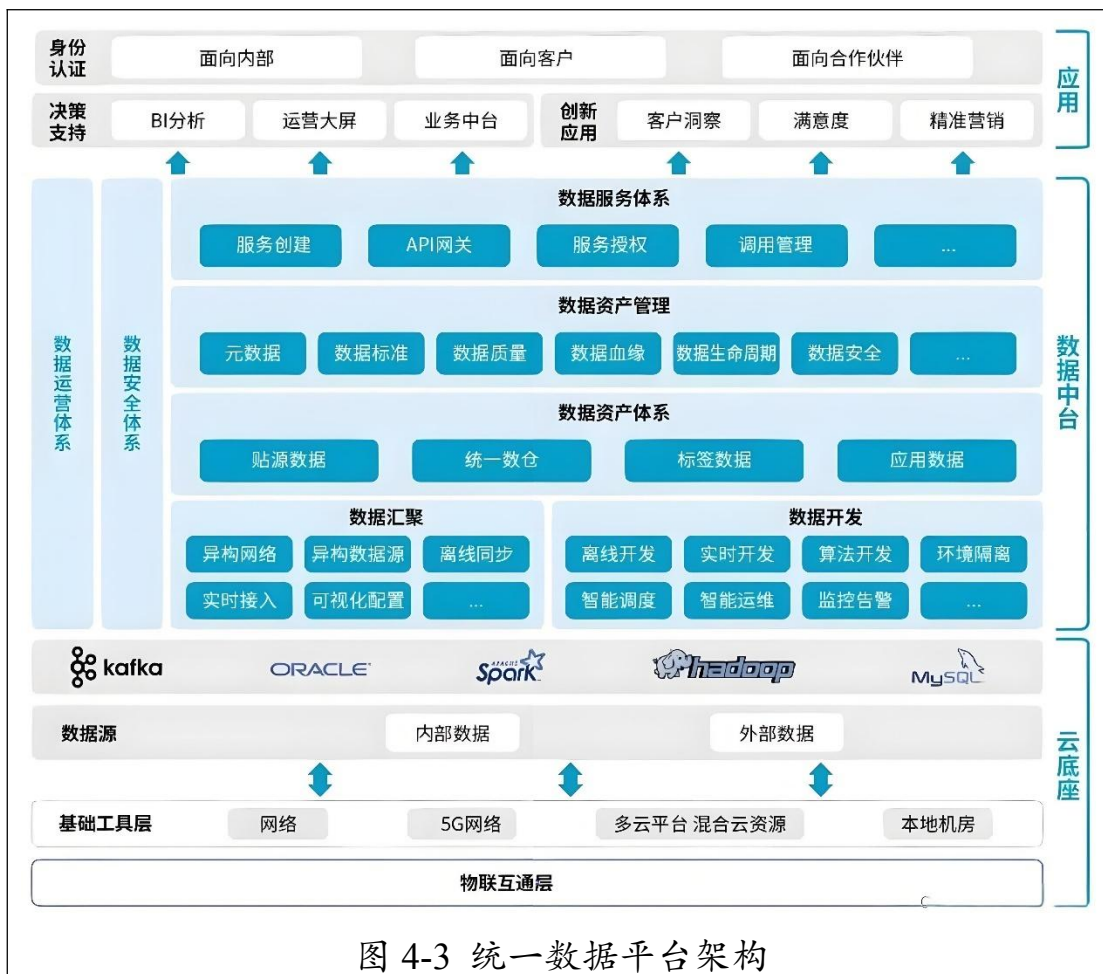 身份
认证
面向内部 面向客户 面向合作伙伴
应用
决策
支持
BI分析 运营大屏 业务中台
创新
应用
客户洞察 满意度 精准营销
数据运营体系
数据安全体系
数据服务体系
服务创建 API网关 服务授权 调用管理 ...
数据资产管理
元数据 数据标准 数据质量 数据血缘 数据生命周期 数据安全 ...
数据中台
数据资产体系
贴源数据 统一数仓 标签数据 应用数据
数据汇聚
异构网络 异构数据源 离线同步
实时接入 可视化配置 ...
数据开发
离线开发 实时开发 算法开发 环境隔离
智能调度 智能运维 监控告警 ...
kafka ORACLE APACHE Spark hadoop MySQL
数据源 内部数据 外部数据
云底座
基础工具层 网络 5G网络 多云平台 混合云资源 本地机房
物联互通层
图 4-3 统一数据平台架构